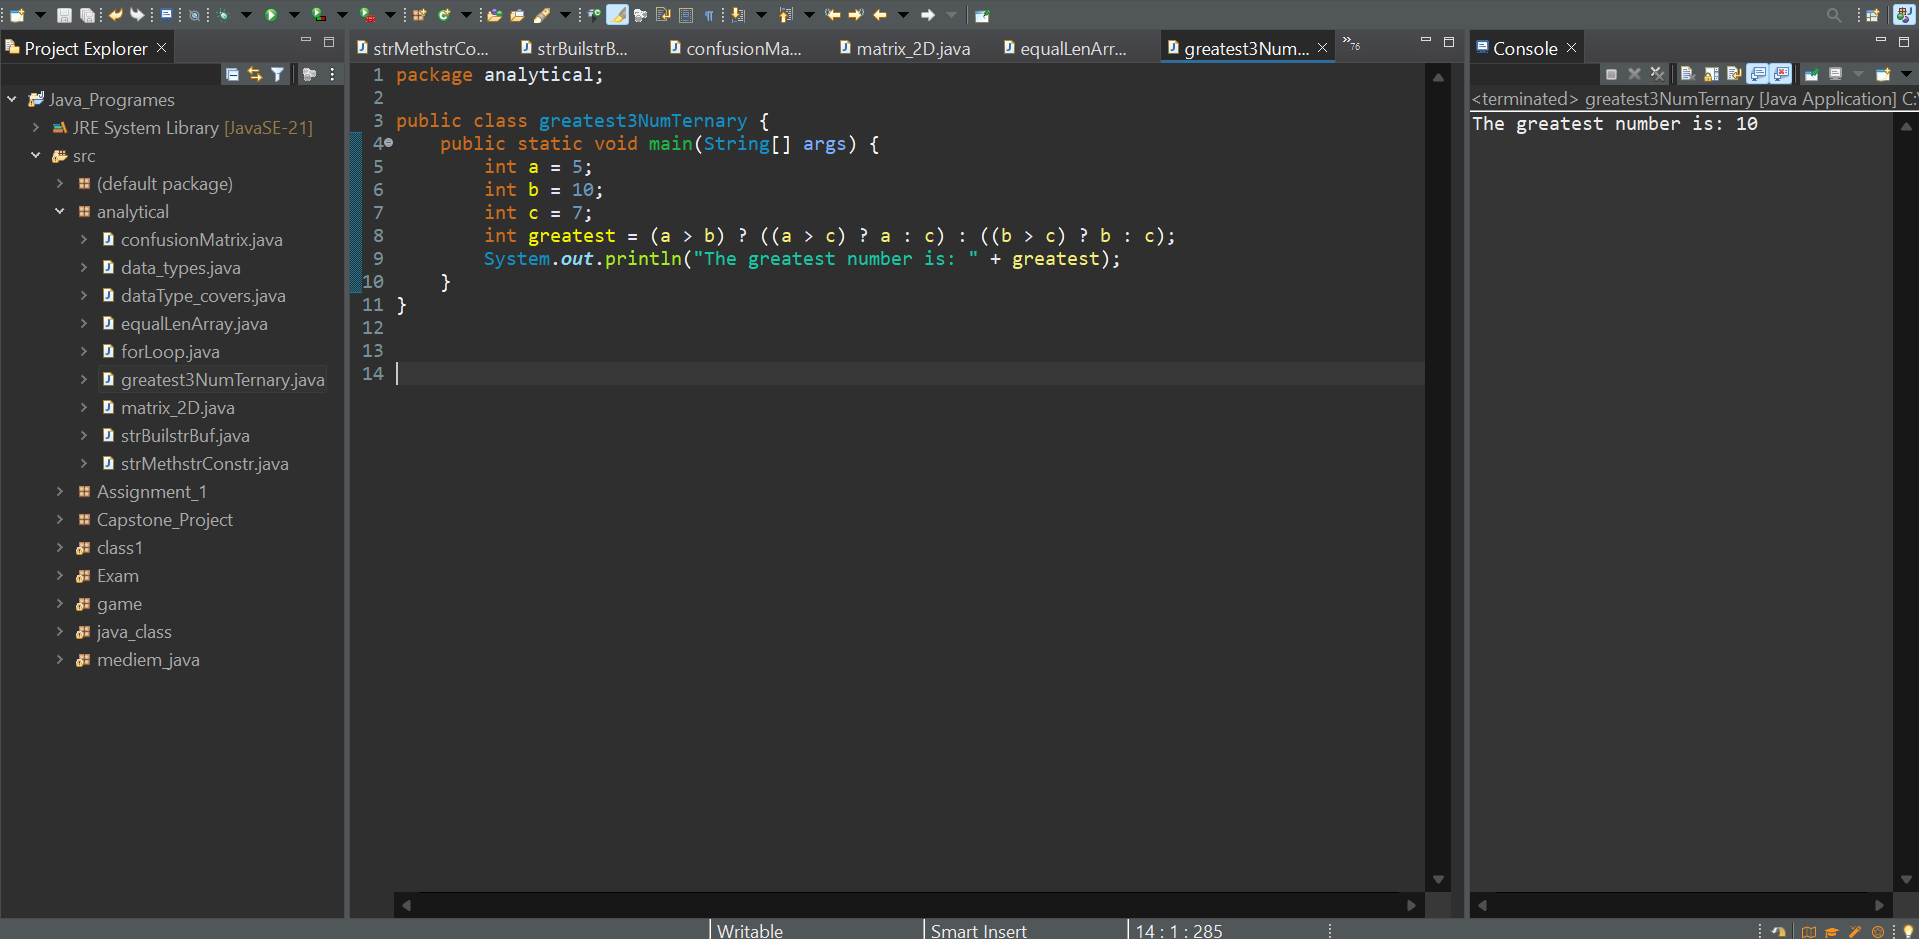 Project Explorer
Java_Programes
JRE System Library [JavaSE-21]
src
(default package)
analytical
confusionMatrix.java
data_types.java
dataType_covers.java
equalLenArray.java
forLoop.java
greatest3NumTernary.java
matrix_2D.java
strBuilstrBuf.java
strMethstrConstr.java
Assignment_1
Capstone_Project
class1
Exam
game
java_class
mediem_java
strMethstrCo... strBuilstrB... confusionMa... matrix_2D.java equalLenArr... greatest3Num... »76
1 package analytical;
2
3 public class greatest3NumTernary {
4 public static void main(String[] args) {
5 int a = 5;
6 int b = 10;
7 int c = 7;
8 int greatest = (a > b) ? ((a > c) ? a : c) : ((b > c) ? b : c);
9 System.out.println("The greatest number is: " + greatest);
10 }
11 }
12
13
14
Console
<terminated> greatest3NumTernary [Java Application] C:
The greatest number is: 10
Writable Smart Insert 14 : 1 : 285